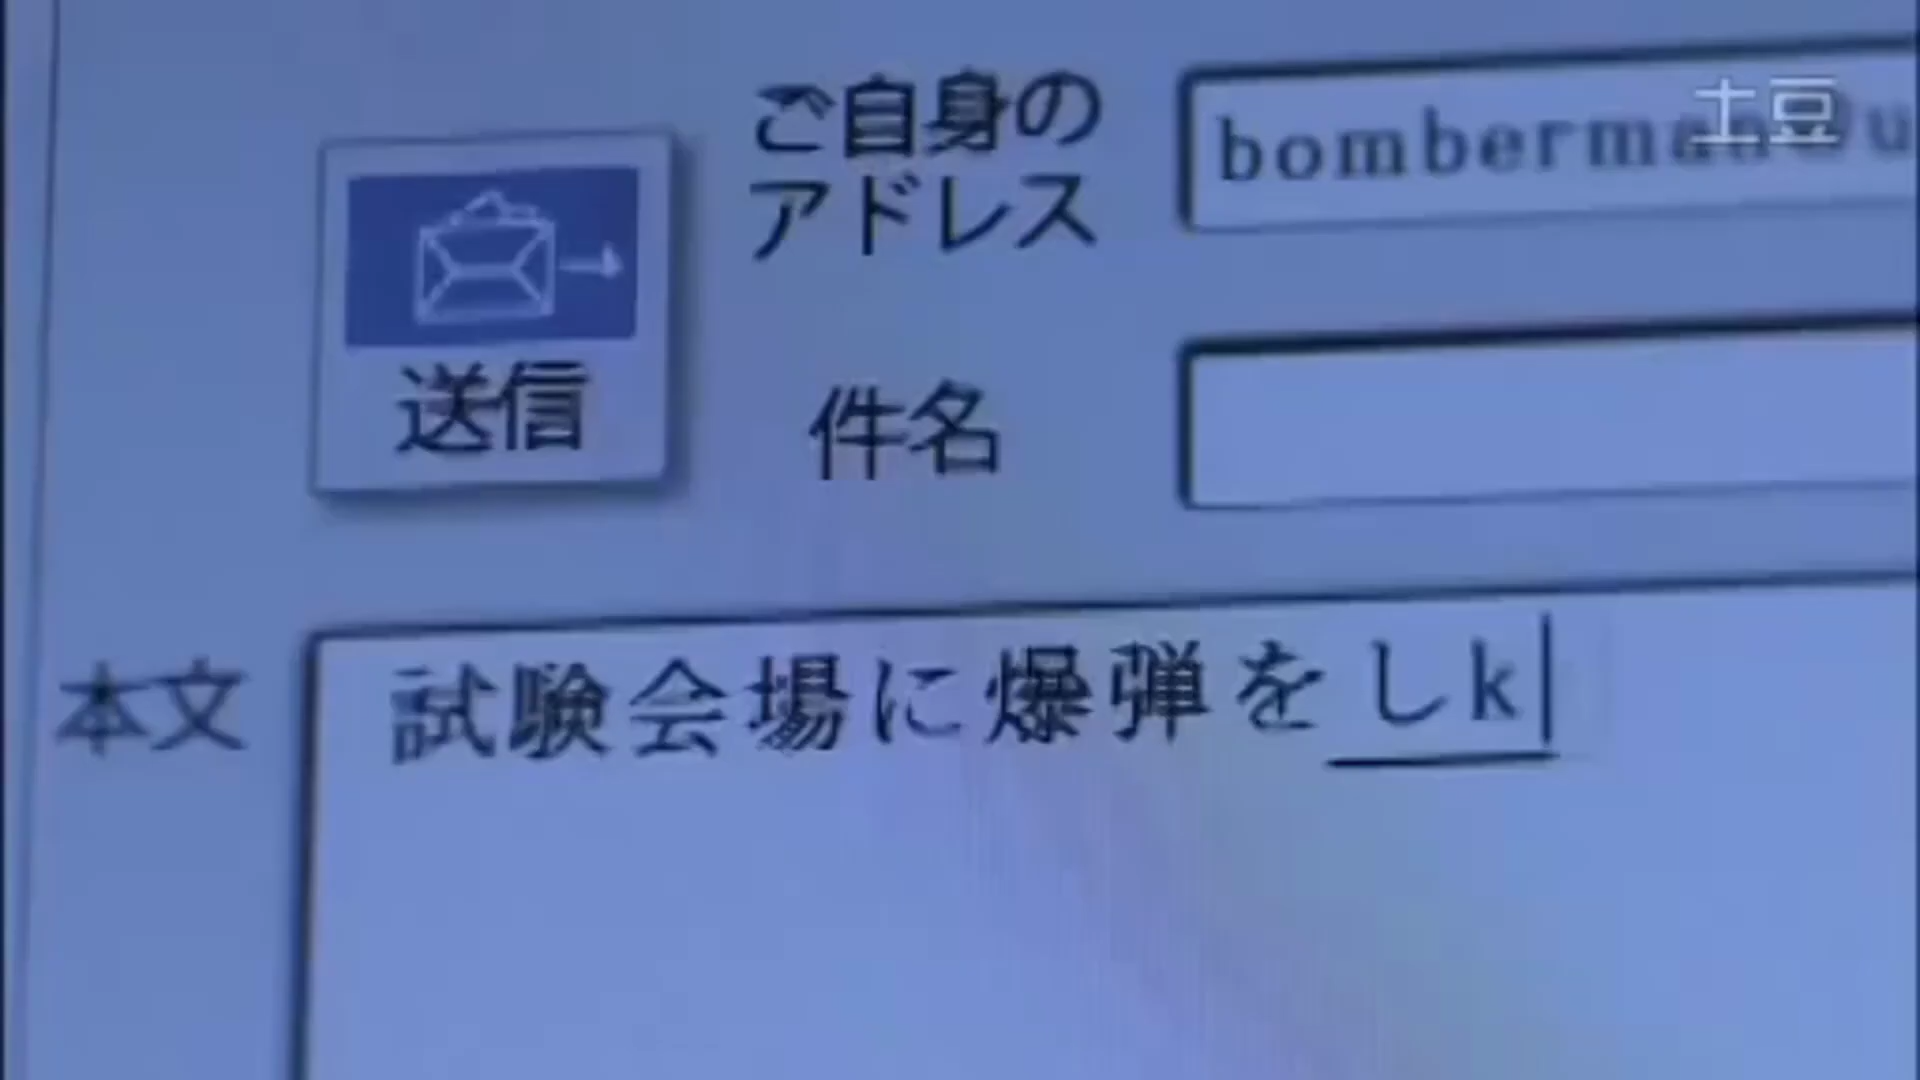 ご自身の
アドレス
bomberman
土豆
送信
件名
本文
試験会場に爆弾をしk